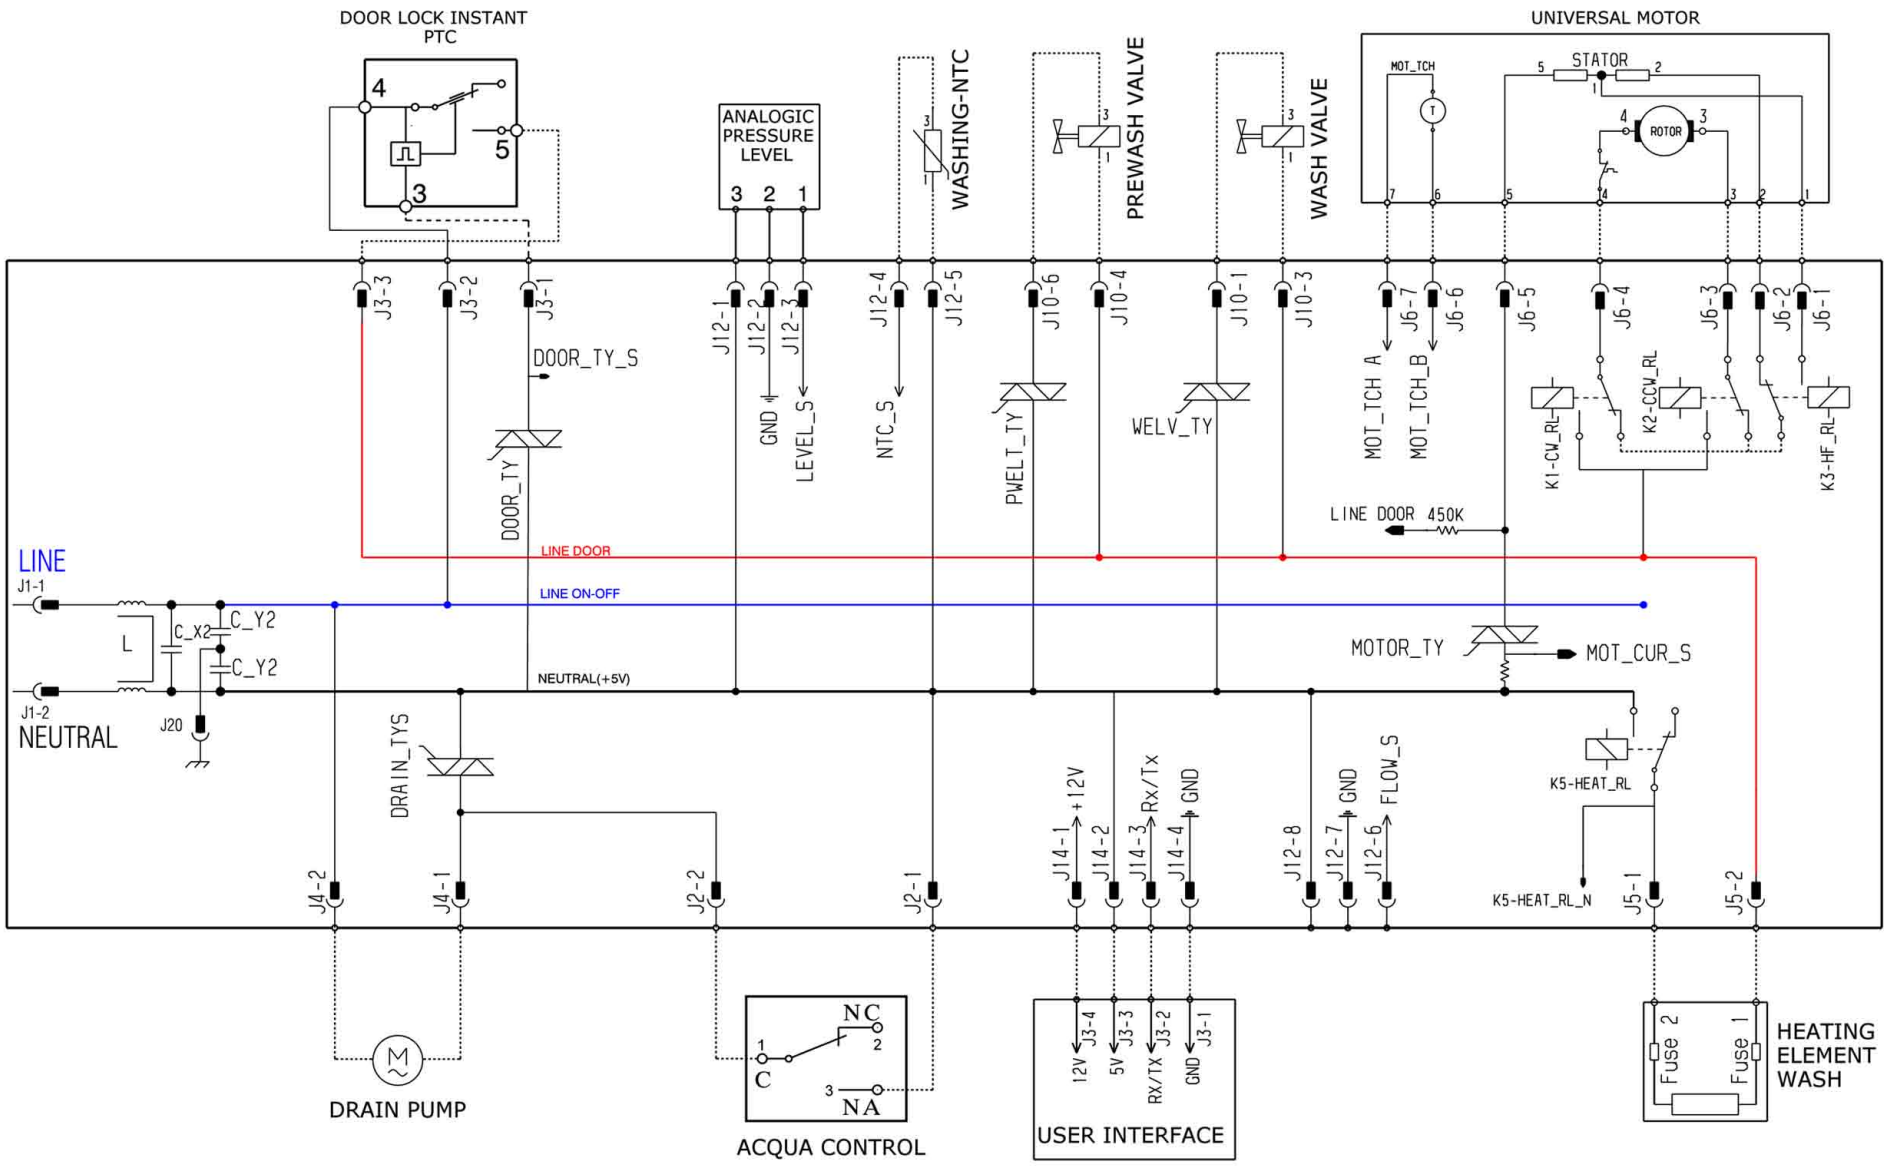 DOOR LOCK INSTANT
PTC
4
5
3
ANALOGIC
PRESSURE
LEVEL
3 2 1
3
1
WASHING-NTC
3
1
PREWASH VALVE
3
1
WASH VALVE
UNIVERSAL MOTOR
MOT_TCH
T
5
STATOR
2
1
4
ROTOR
3
7
6
5
4
3
2
1
J3-3
J3-2
J3-1
J12-1
J12-2
J12-3
J12-4
J12-5
J10-6
J10-4
J10-1
J10-3
J6-7
J6-6
J6-5
J6-4
J6-3
J6-2
J6-1
DOOR_TY_S
DOOR_TY
GND
LEVEL_S
NTC_S
PWELT_TY
WELV_TY
MOT_TCH A
MOT_TCH_B
K1-CW_RL
K2-CCW_RL
K3-HF_RL
LINE DOOR 450K
LINE DOOR
LINE
J1-1
LINE ON-OFF
L
C_X2
C_Y2
C_Y2
MOTOR_TY
MOT_CUR_S
NEUTRAL(+5V)
J1-2
NEUTRAL
J20
DRAIN_TYS
+12V
Rx/Tx
GND
GND
FLOW_S
K5-HEAT_RL
K5-HEAT_RL_N
J4-2
J4-1
J2-2
J2-1
J14-1
J14-2
J14-3
J14-4
J12-8
J12-7
J12-6
J5-1
J5-2
M
DRAIN PUMP
NC
1
2
C
3
NA
ACQUA CONTROL
J3-4
J3-3
J3-2
J3-1
12V
5V
RX/TX
GND
USER INTERFACE
Fuse 2
Fuse 1
HEATING
ELEMENT
WASH